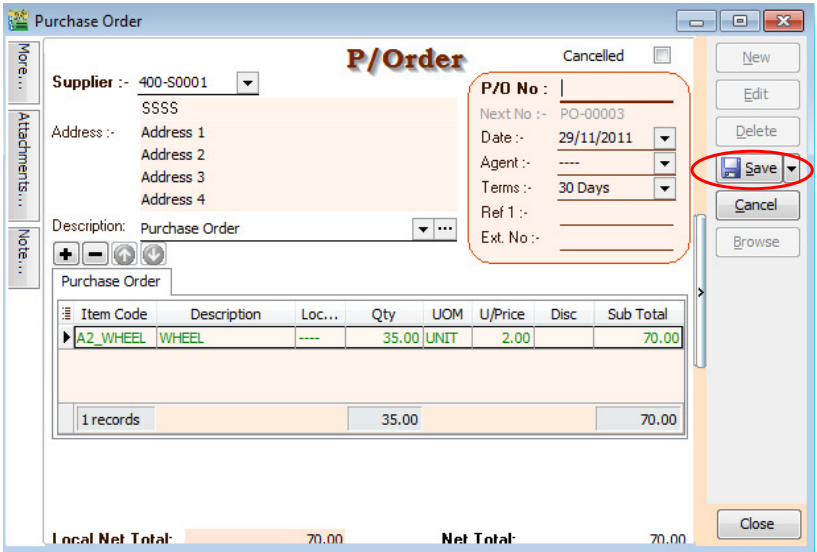 Purchase Order
More...
Attachments...
Note...
P/Order
Cancelled
Supplier :- 400-S0001
SSSS
Address :- Address 1
Address 2
Address 3
Address 4
Description: Purchase Order
P/O No :
Next No :- PO-00003
Date :- 29/11/2011
Agent :- ----
Terms :- 30 Days
Ref 1 :-
Ext. No :-
Purchase Order
Item Code Description Loc... Qty UOM U/Price Disc Sub Total
A2_WHEEL WHEEL ---- 35.00 UNIT 2.00 70.00
1 records 35.00 70.00
Local Net Total: 70.00 Net Total: 70.00
New
Edit
Delete
Save
Cancel
Browse
Close